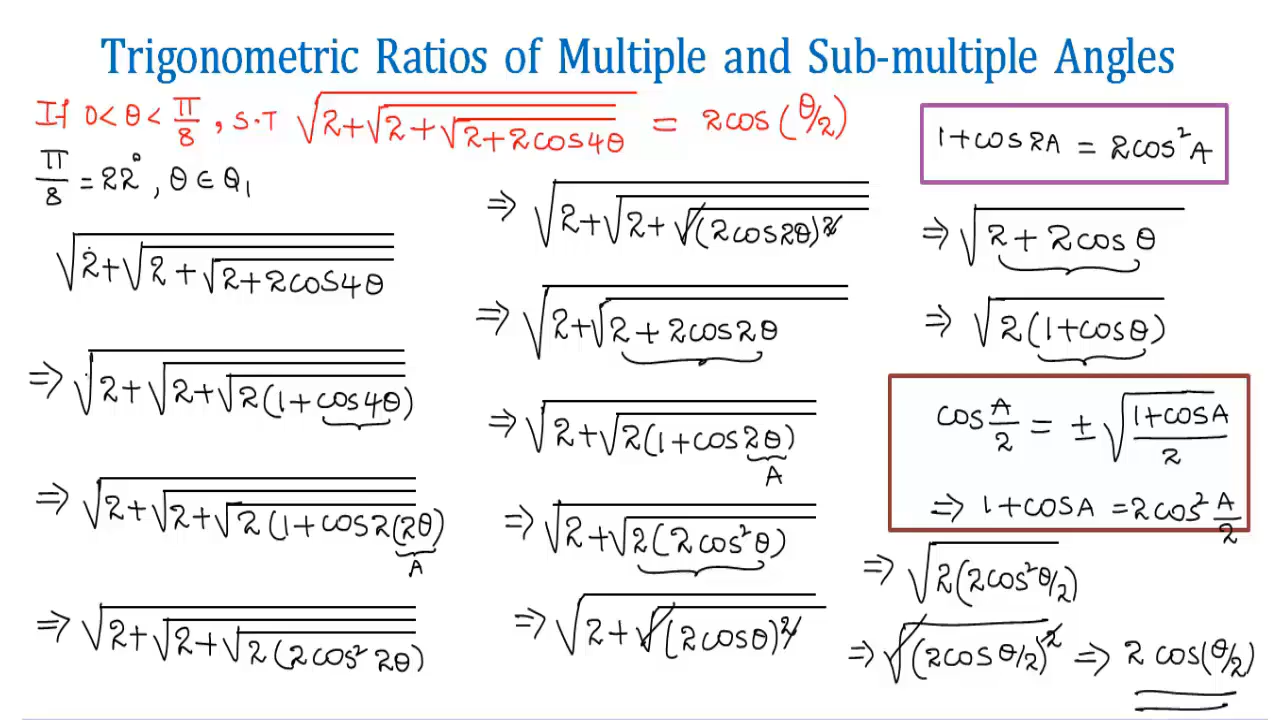 Trigonometric Ratios of Multiple and Sub-multiple Angles
If 0 < θ < π/8 , S.T √(2+√(2+√(2+2cos4θ))) = 2cos(θ/2)
π/8 = 22°, θ ∈ Q₁
√(2+√(2+√(2+2cos4θ)))
⇒ √(2+√(2+√(2(1+cos4θ))))
⇒ √(2+√(2+√(2(1+cos2(2θ)))))
A
⇒ √(2+√(2+√(2(2cos²2θ))))
⇒ √(2+√(2+√((2cos2θ)²)))
⇒ √(2+√(2+2cos2θ))
⇒ √(2+√(2(1+cos2θ)))
A
⇒ √(2+√(2(2cos²θ)))
⇒ √(2+√((2cosθ)²))
1+cos2A = 2cos²A
⇒ √(2+2cosθ)
⇒ √(2(1+cosθ))
cos A/2 = ± √((1+cosA)/2)
⇒ 1+cosA = 2cos² A/2
⇒ √(2(2cos²θ/2))
⇒ √((2cosθ/2)²) ⇒ 2cos(θ/2)